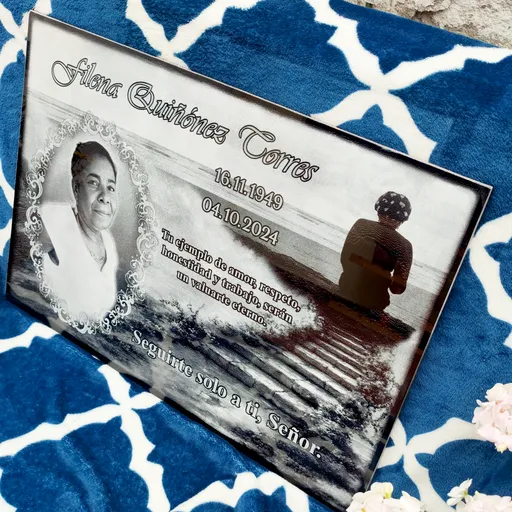 Filena Quiñónez Torres
16.11.1949
04.10.2024
Tu ejemplo de amor, respeto,
honestidad y trabajo, serán
un valuarte eterno.
Seguirte solo a ti, Señor.